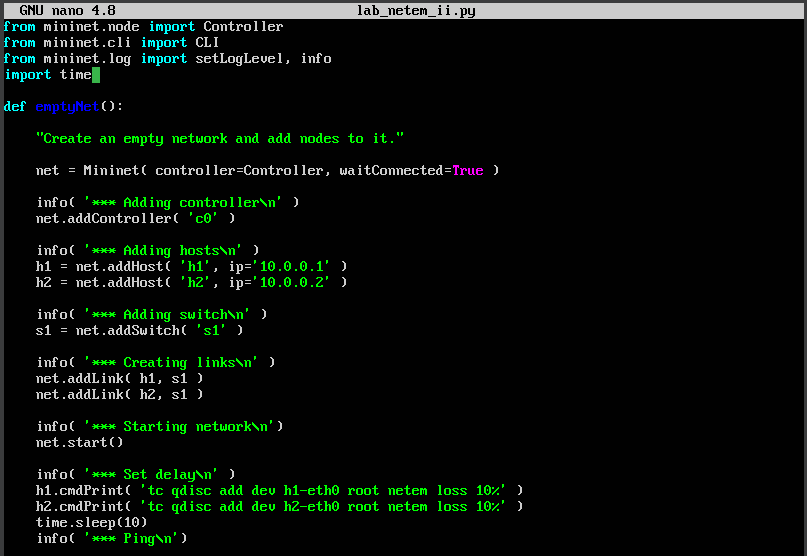 GNU nano 4.8 lab_netem_ii.py
from mininet.node import Controller
from mininet.cli import CLI
from mininet.log import setLogLevel, info
import time
def emptyNet():
"Create an empty network and add nodes to it."
net = Mininet( controller=Controller, waitConnected=True )
info( '*** Adding controller\n' )
net.addController( 'c0' )
info( '*** Adding hosts\n' )
h1 = net.addHost( 'h1', ip='10.0.0.1' )
h2 = net.addHost( 'h2', ip='10.0.0.2' )
info( '*** Adding switch\n' )
s1 = net.addSwitch( 's1' )
info( '*** Creating links\n' )
net.addLink( h1, s1 )
net.addLink( h2, s1 )
info( '*** Starting network\n')
net.start()
info( '*** Set delay\n' )
h1.cmdPrint( 'tc qdisc add dev h1-eth0 root netem loss 10%' )
h2.cmdPrint( 'tc qdisc add dev h2-eth0 root netem loss 10%' )
time.sleep(10)
info( '*** Ping\n')